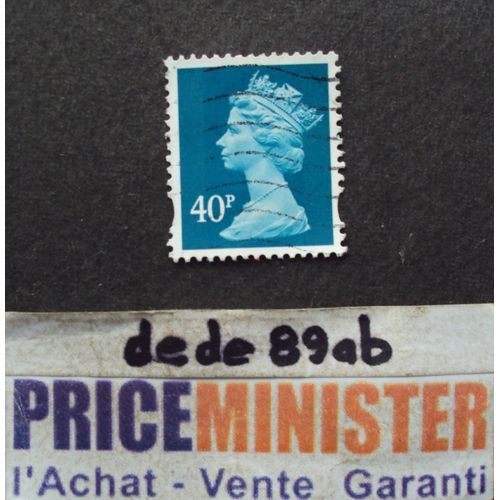 40P
dede 89ab
PRICEMINISTER
l'Achat - Vente Garanti